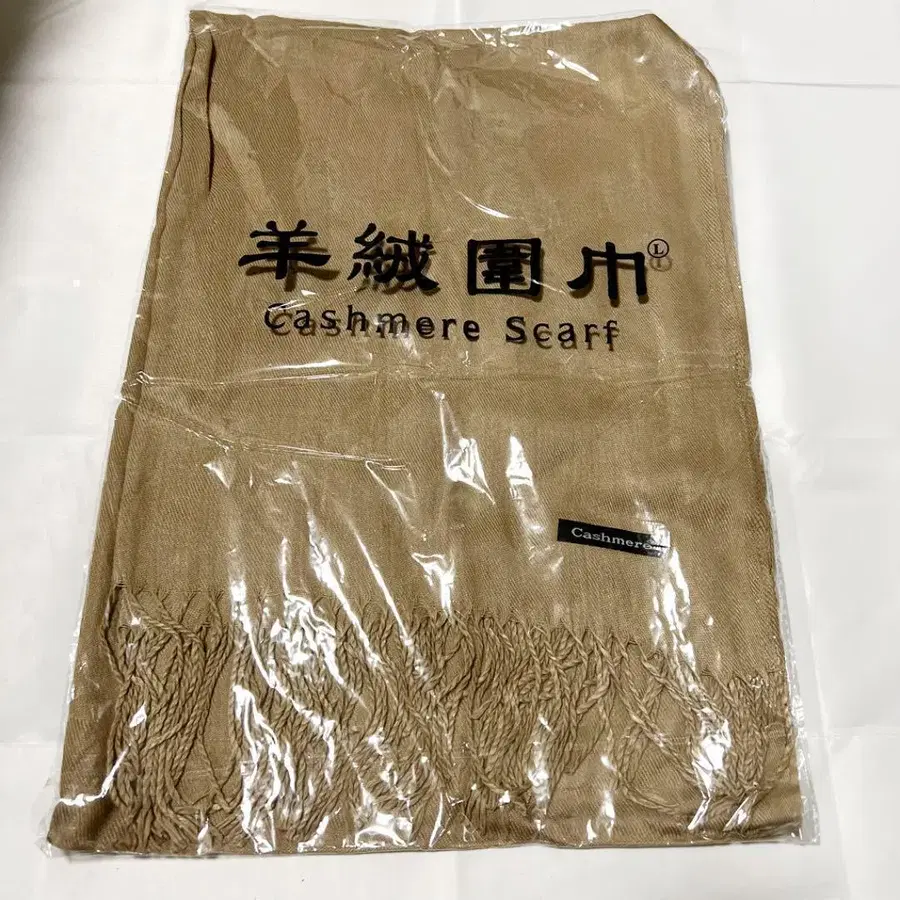 羊絨圍巾 Ⓛ
Cashmere Scarf
Cashmere